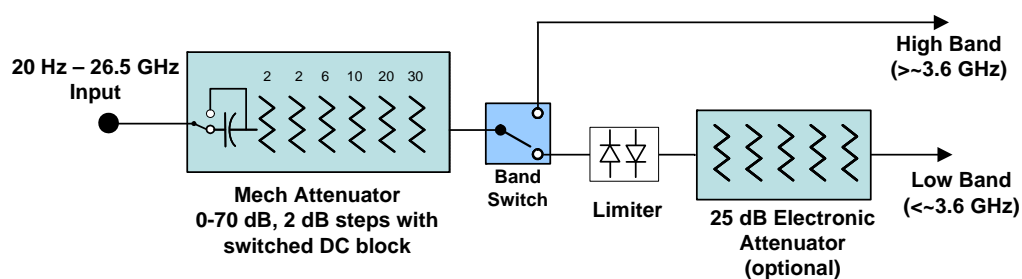 20 Hz – 26.5 GHz
Input
2 2 6 10 20 30
Mech Attenuator
0-70 dB, 2 dB steps with
switched DC block
Band
Switch
Limiter
25 dB Electronic
Attenuator
(optional)
High Band
(>~3.6 GHz)
Low Band
(<~3.6 GHz)